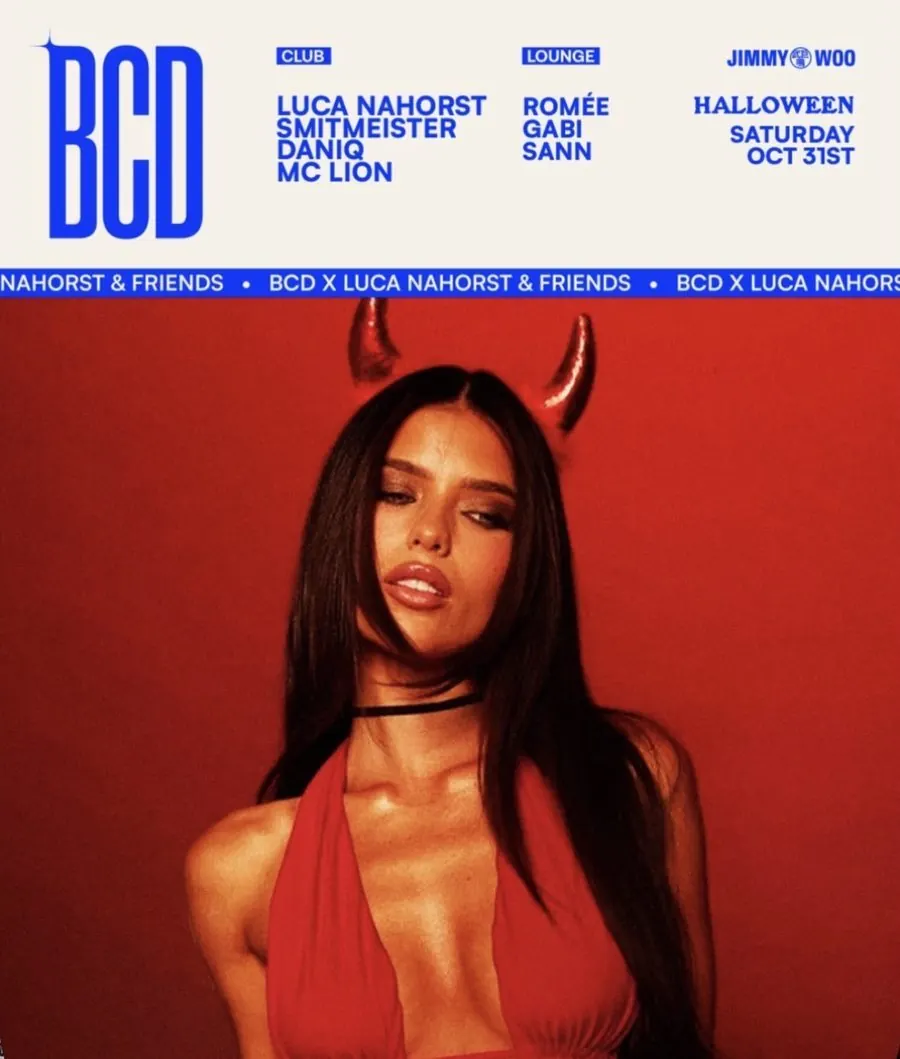 BCD
CLUB
LUCA NAHORST
SMITMEISTER
DANIQ
MC LION
LOUNGE
ROMÉE
GABI
SANN
JIMMY WOO
HALLOWEEN
SATURDAY
OCT 31ST
NAHORST & FRIENDS • BCD X LUCA NAHORST & FRIENDS • BCD X LUCA NAHORS